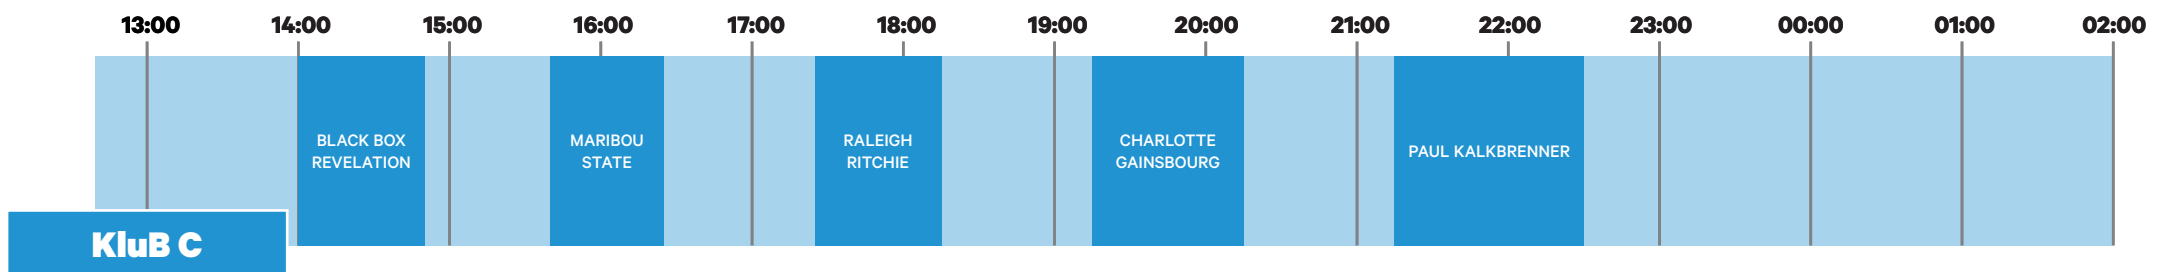 13:00 14:00 15:00 16:00 17:00 18:00 19:00 20:00 21:00 22:00 23:00 00:00 01:00 02:00
BLACK BOX
REVELATION
MARIBOU
STATE
RALEIGH
RITCHIE
CHARLOTTE
GAINSBOURG
PAUL KALKBRENNER
KluB C